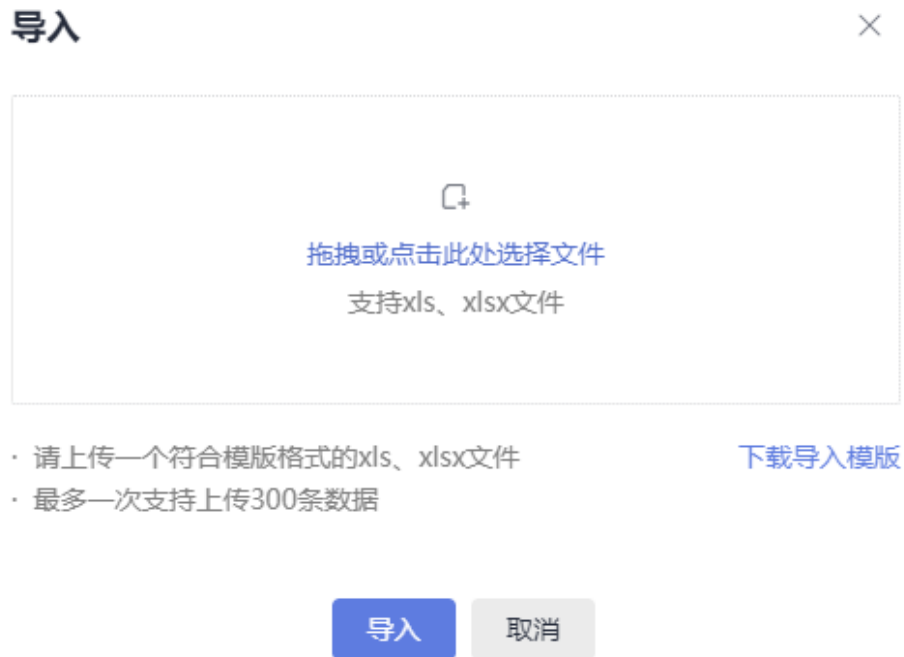 导入
拖拽或点击此处选择文件
支持xls、xlsx文件
· 请上传一个符合模版格式的xls、xlsx文件 下载导入模版
· 最多一次支持上传300条数据
导入 取消